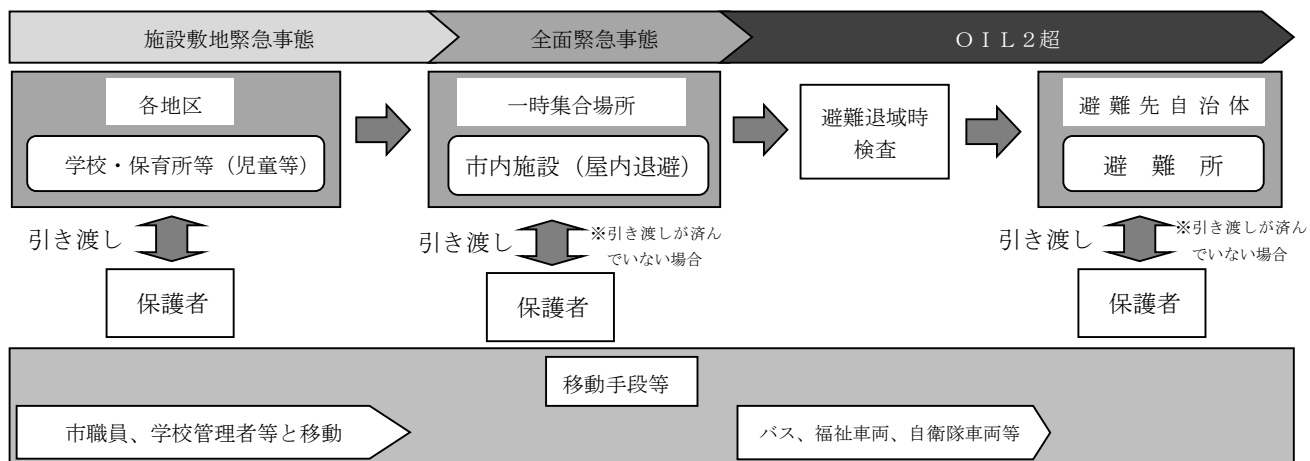 施設敷地緊急事態
全面緊急事態
ＯＩＬ２超
各地区
学校・保育所等（児童等）
一時集合場所
市内施設（屋内退避）
避難退域時
検査
避難先自治体
避難所
引き渡し
保護者
引き渡し
※引き渡しが済ん
でいない場合
保護者
引き渡し
※引き渡しが済ん
でいない場合
保護者
移動手段等
市職員、学校管理者等と移動
バス、福祉車両、自衛隊車両等